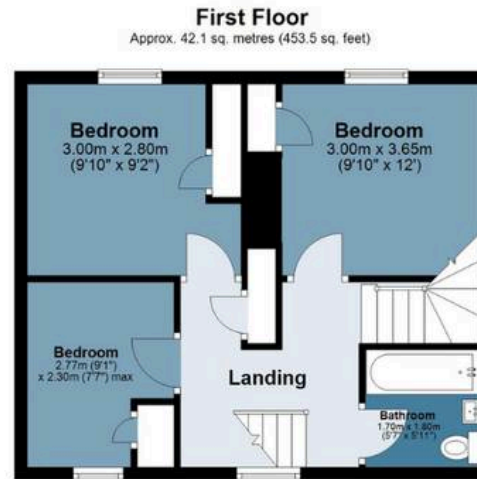 First Floor
Approx. 42.1 sq. metres (453.5 sq. feet)
Bedroom
3.00m x 2.80m
(9'10" x 9'2")
Bedroom
3.00m x 3.65m
(9'10" x 12')
Bedroom
2.77m (9'1")
x 2.30m (7'7") max
Landing
Bathroom
1.70m x 1.80m
(5'7" x 5'11")